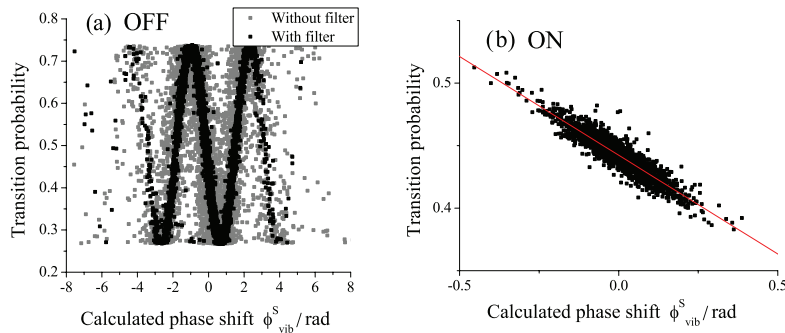 (a) OFF
Without filter
With filter
0.8
0.7
0.6
0.5
0.4
0.3
0.2
Transition probability
-8 -6 -4 -2 0 2 4 6 8
Calculated phase shift ϕ^S_vib / rad
(b) ON
0.5
0.4
Transition probability
-0.5 0.0 0.5
Calculated phase shift ϕ^S_vib / rad